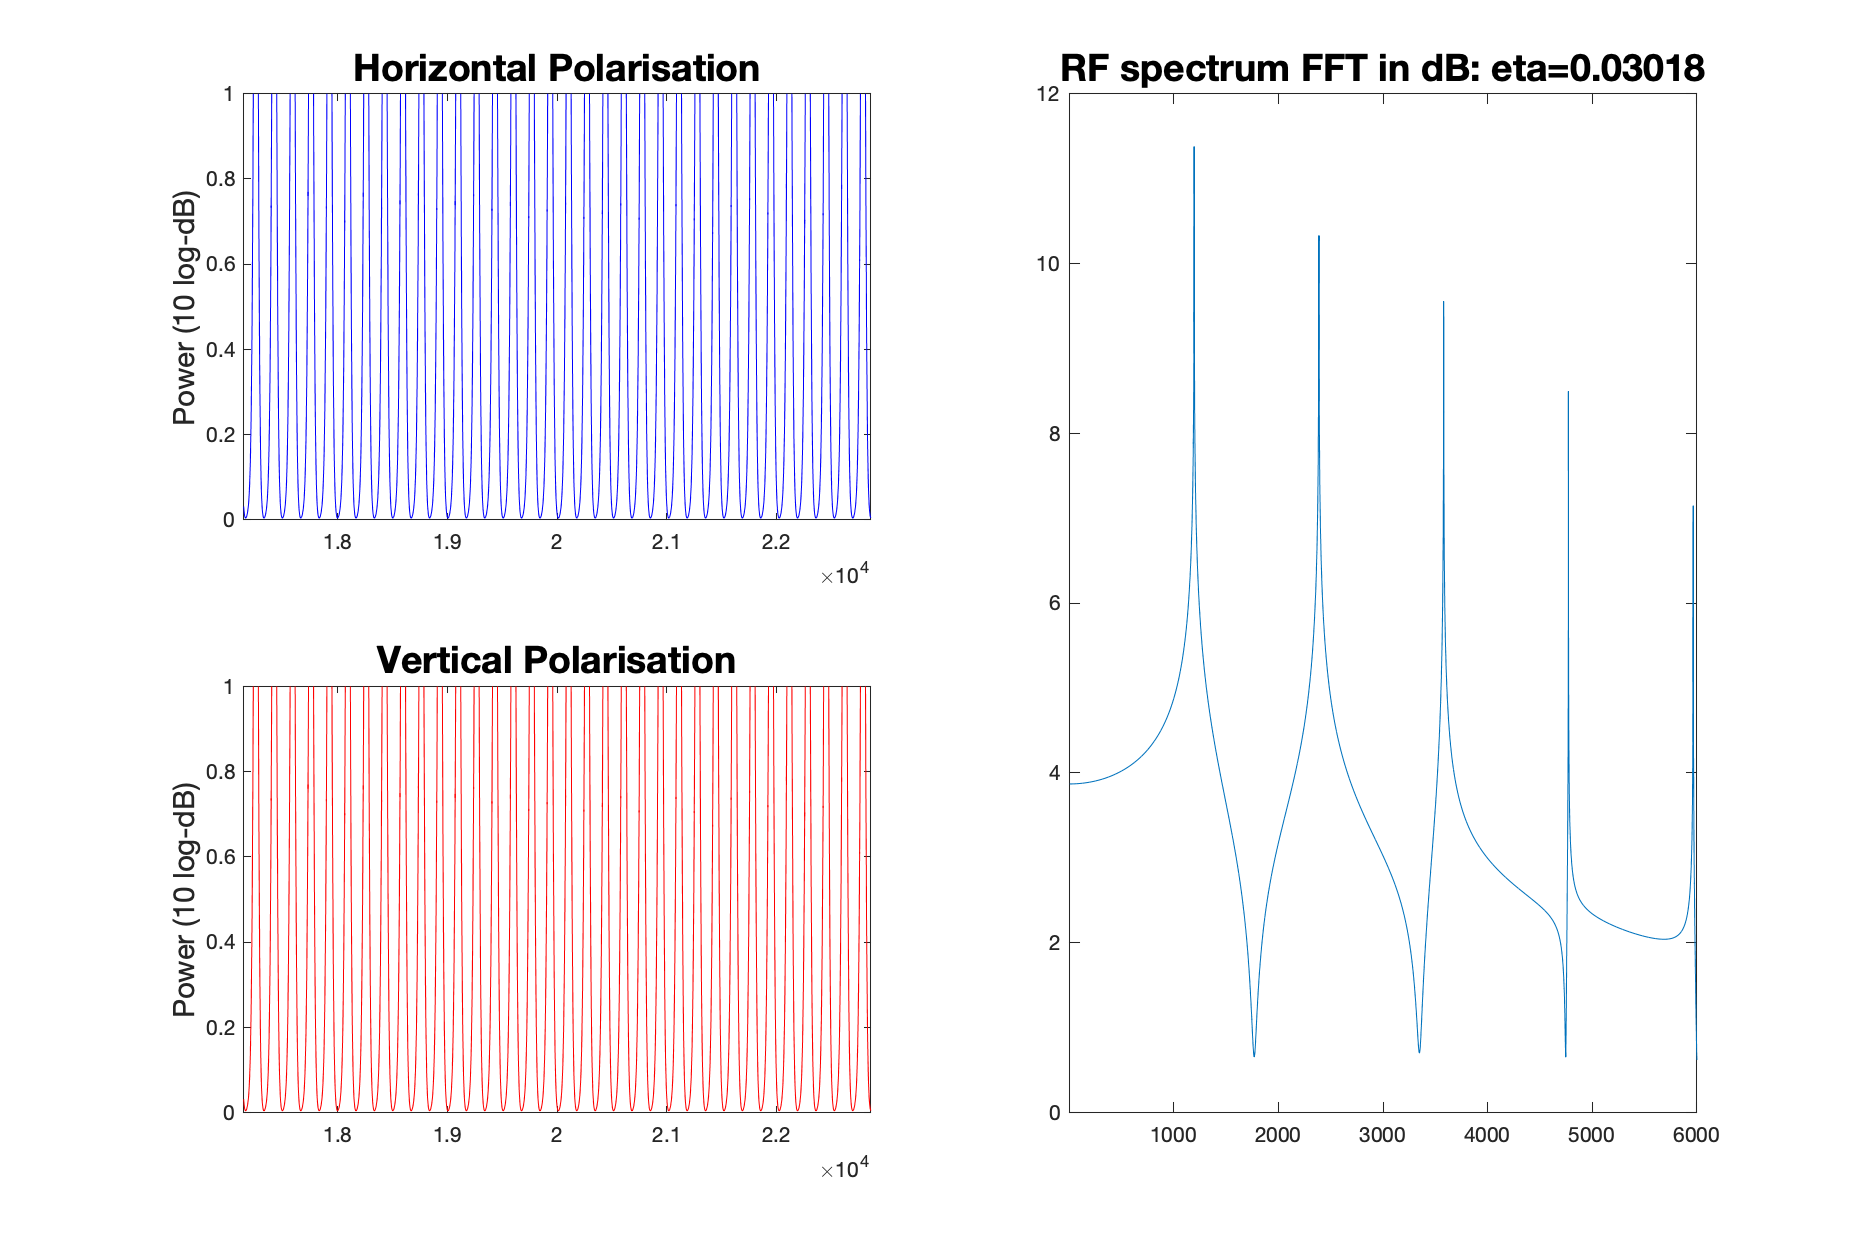 Horizontal Polarisation
Power (10 log-dB)
1
0.8
0.6
0.4
0.2
0
1.8 1.9 2 2.1 2.2
×10^4
Vertical Polarisation
Power (10 log-dB)
1
0.8
0.6
0.4
0.2
0
1.8 1.9 2 2.1 2.2
×10^4
RF spectrum FFT in dB: eta=0.03018
12
10
8
6
4
2
0
1000 2000 3000 4000 5000 6000